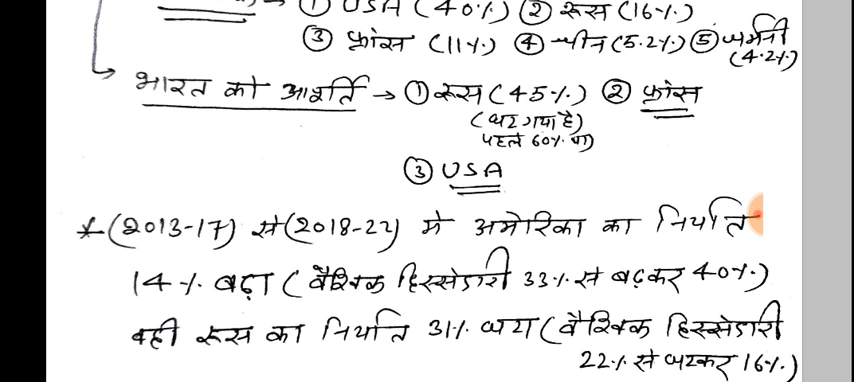 → ① USA (40%) ② रूस (16%)
③ फ्रांस (11%) ④ चीन (5.2%) ⑤ जर्मनी (4.2%)
भारत को आपूर्ति → ① रूस (45%) ② फ्रांस
(घट गया है)
पहले 60% था)
③ USA
* (2013-17) से (2018-22) मे अमेरिका का निर्यात
14% बढ़ा (वैश्विक हिस्सेदारी 33% से बढ़कर 40%)
वही रूस का निर्यात 31% घटा (वैश्विक हिस्सेदारी
22% से घटकर 16%)